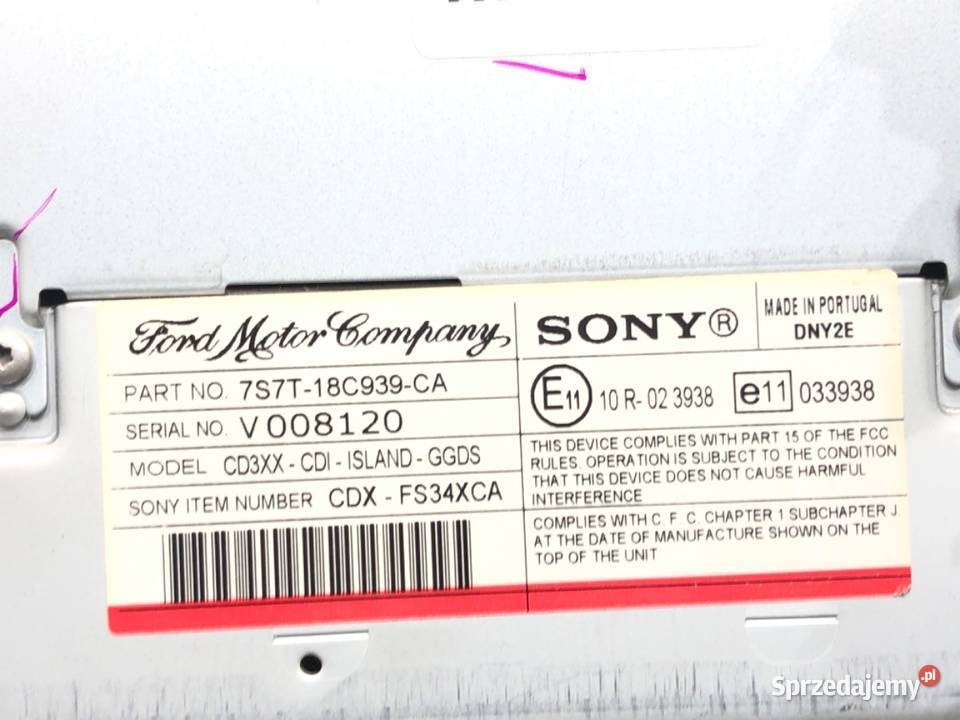 Ford Motor Company
PART NO. 7S7T-18C939-CA
SERIAL NO. V008120
MODEL CD3XX - CDI - ISLAND - GGDS
SONY ITEM NUMBER CDX - FS34XCA
SONY®
MADE IN PORTUGAL
DNY2E
E11 10 R- 02 3938 e11 033938
THIS DEVICE COMPLIES WITH PART 15 OF THE FCC
RULES. OPERATION IS SUBJECT TO THE CONDITION
THAT THIS DEVICE DOES NOT CAUSE HARMFUL
INTERFERENCE
COMPLIES WITH C. F. C. CHAPTER 1 SUBCHAPTER J
AT THE DATE OF MANUFACTURE SHOWN ON THE
TOP OF THE UNIT
Sprzedajemy.pl